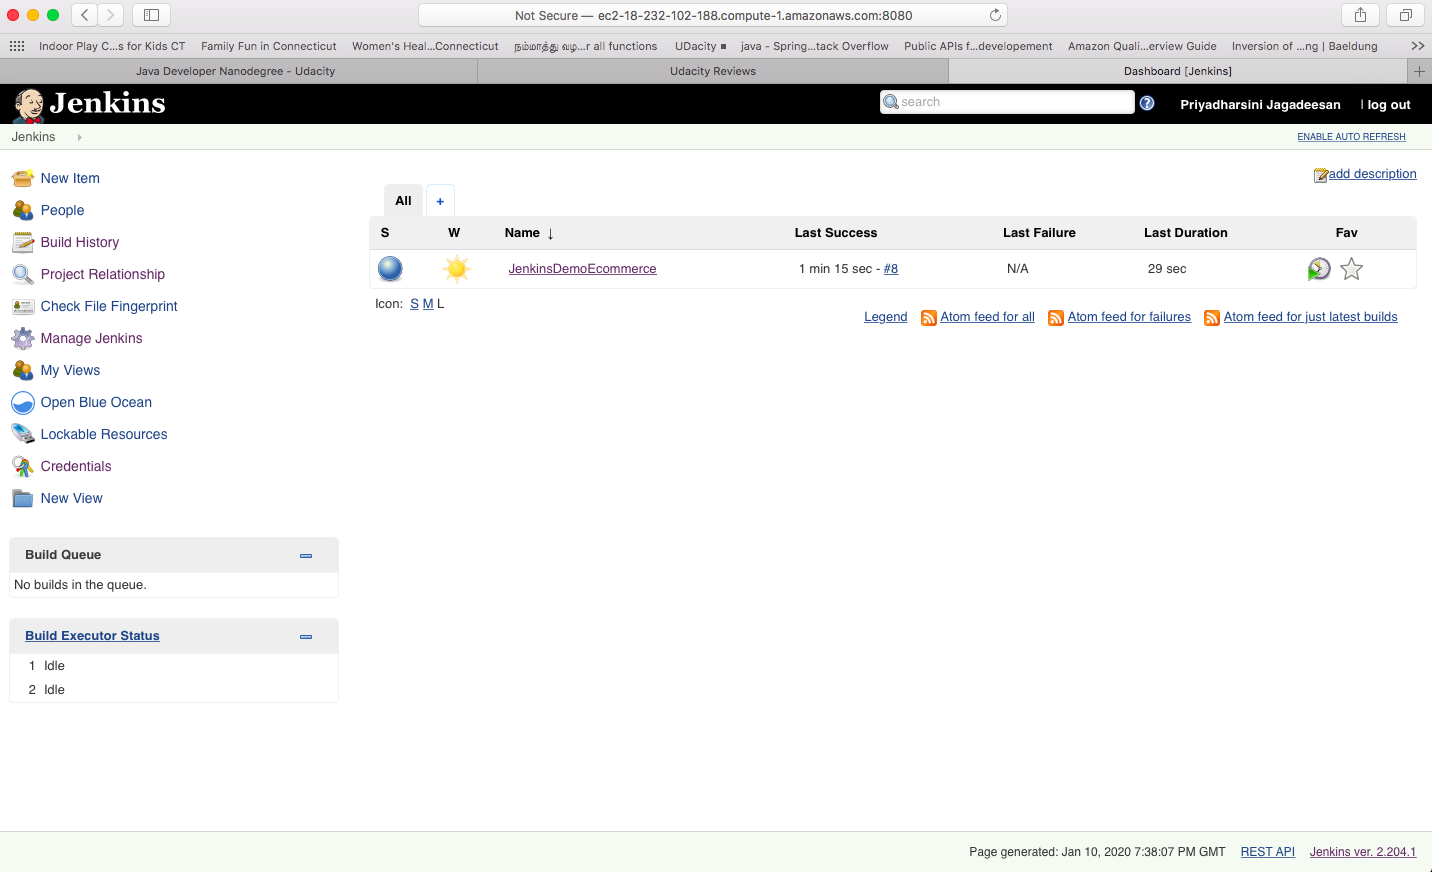 Not Secure — ec2-18-232-102-188.compute-1.amazonaws.com:8080
Indoor Play C...s for Kids CT Family Fun in Connecticut Women's Heal...Connecticut நம்மாத்து வழ...r all functions UDacity ■ java - Spring...tack Overflow Public APIs f...developement Amazon Quali...erview Guide Inversion of ...ng | Baeldung >>
Java Developer Nanodegree - Udacity Udacity Reviews Dashboard [Jenkins] +
Jenkins search ? Priyadharsini Jagadeesan | log out
Jenkins ENABLE AUTO REFRESH
add description
New Item
People
Build History
Project Relationship
Check File Fingerprint
Manage Jenkins
My Views
Open Blue Ocean
Lockable Resources
Credentials
New View
Build Queue
No builds in the queue.
Build Executor Status
1 Idle
2 Idle
All +
S W Name ↓ Last Success Last Failure Last Duration Fav
JenkinsDemoEcommerce 1 min 15 sec - #8 N/A 29 sec
Icon: S M L
Legend Atom feed for all Atom feed for failures Atom feed for just latest builds
Page generated: Jan 10, 2020 7:38:07 PM GMT REST API Jenkins ver. 2.204.1